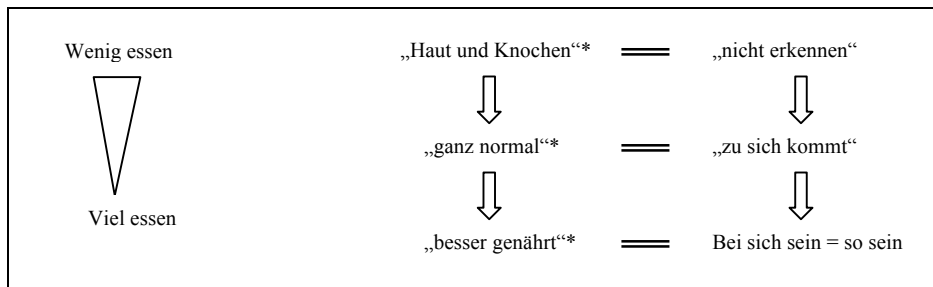 Wenig essen „Haut und Knochen“* „nicht erkennen“
„ganz normal“* „zu sich kommt“
Viel essen
„besser genährt“* Bei sich sein = so sein